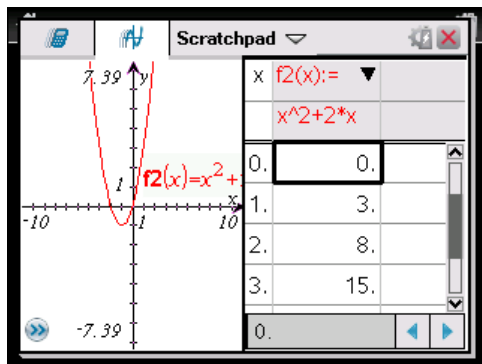 Scratchpad
7.39
y
f2(x)=x²+
1
x
-10
1
10
-7.39
x f2(x):= ▼
x^2+2*x
0. 0.
1. 3.
2. 8.
3. 15.
0.